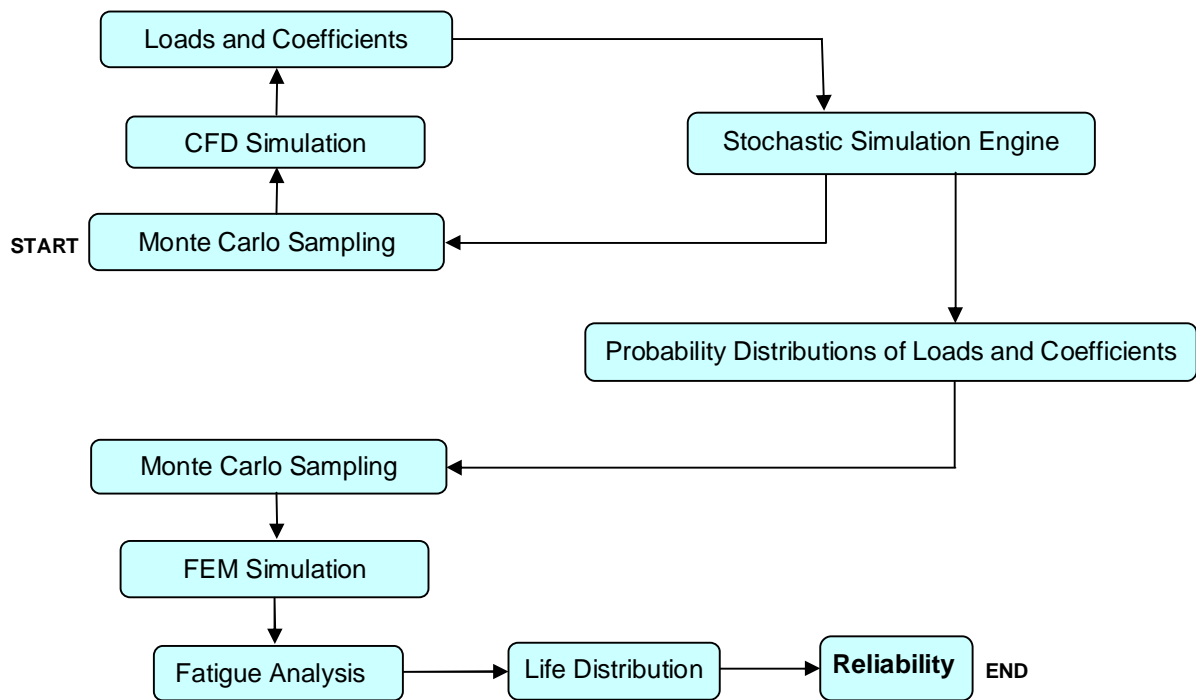 Loads and Coefficients
CFD Simulation
Stochastic Simulation Engine
START
Monte Carlo Sampling
Probability Distributions of Loads and Coefficients
Monte Carlo Sampling
FEM Simulation
Fatigue Analysis
Life Distribution
Reliability
END